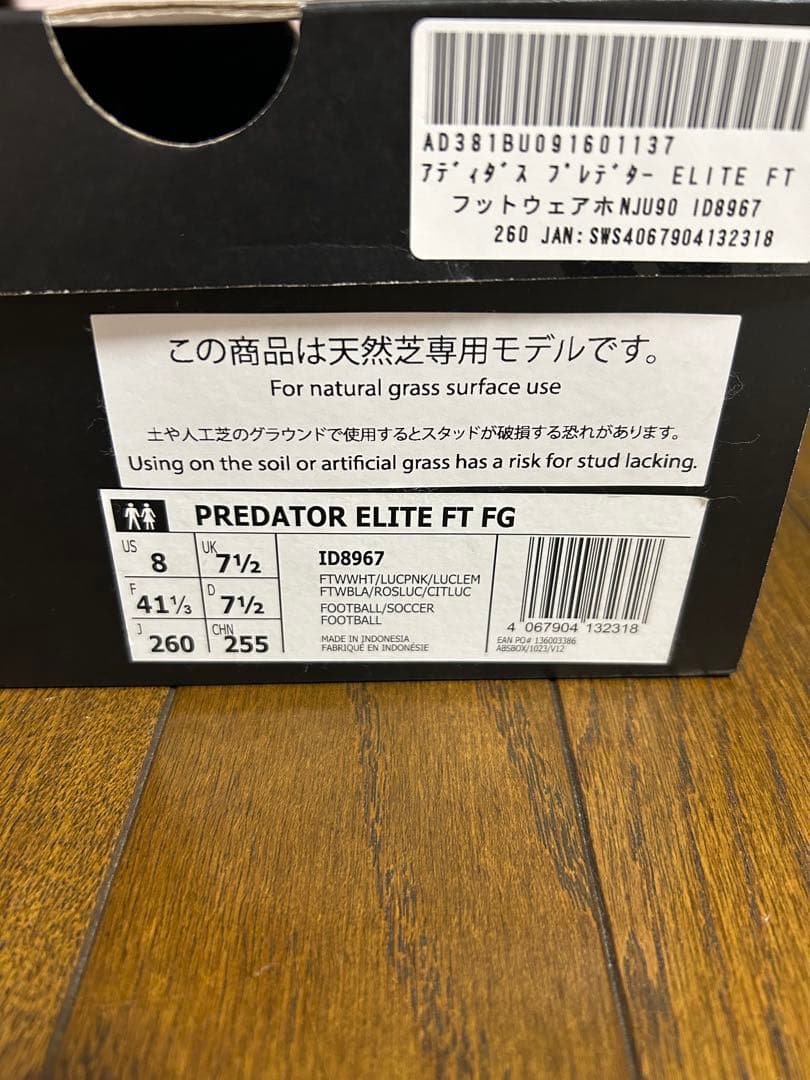 AD381BU091601137
ｱﾃﾞｨﾀﾞｽ ﾌﾟﾚﾃﾞﾀｰ ELITE FT
フットウェアホNJU90 ID8967
260 JAN:SWS4067904132318
この商品は天然芝専用モデルです。
For natural grass surface use
土や人工芝のグラウンドで使用するとスタッドが破損する恐れがあります。
Using on the soil or artificial grass has a risk for stud lacking.
PREDATOR ELITE FT FG
US 8 UK 7½
F 41⅓ D 7½
J 260 CHN 255
ID8967
FTWWHT/LUCPNK/LUCLEM
FTWBLA/ROSLUC/CITLUC
FOOTBALL/SOCCER
FOOTBALL
MADE IN INDONESIA
FABRIQUÉ EN INDONÉSIE
4 067904 132318
EAN PO# 136003386
ABSBOX/1023/V12